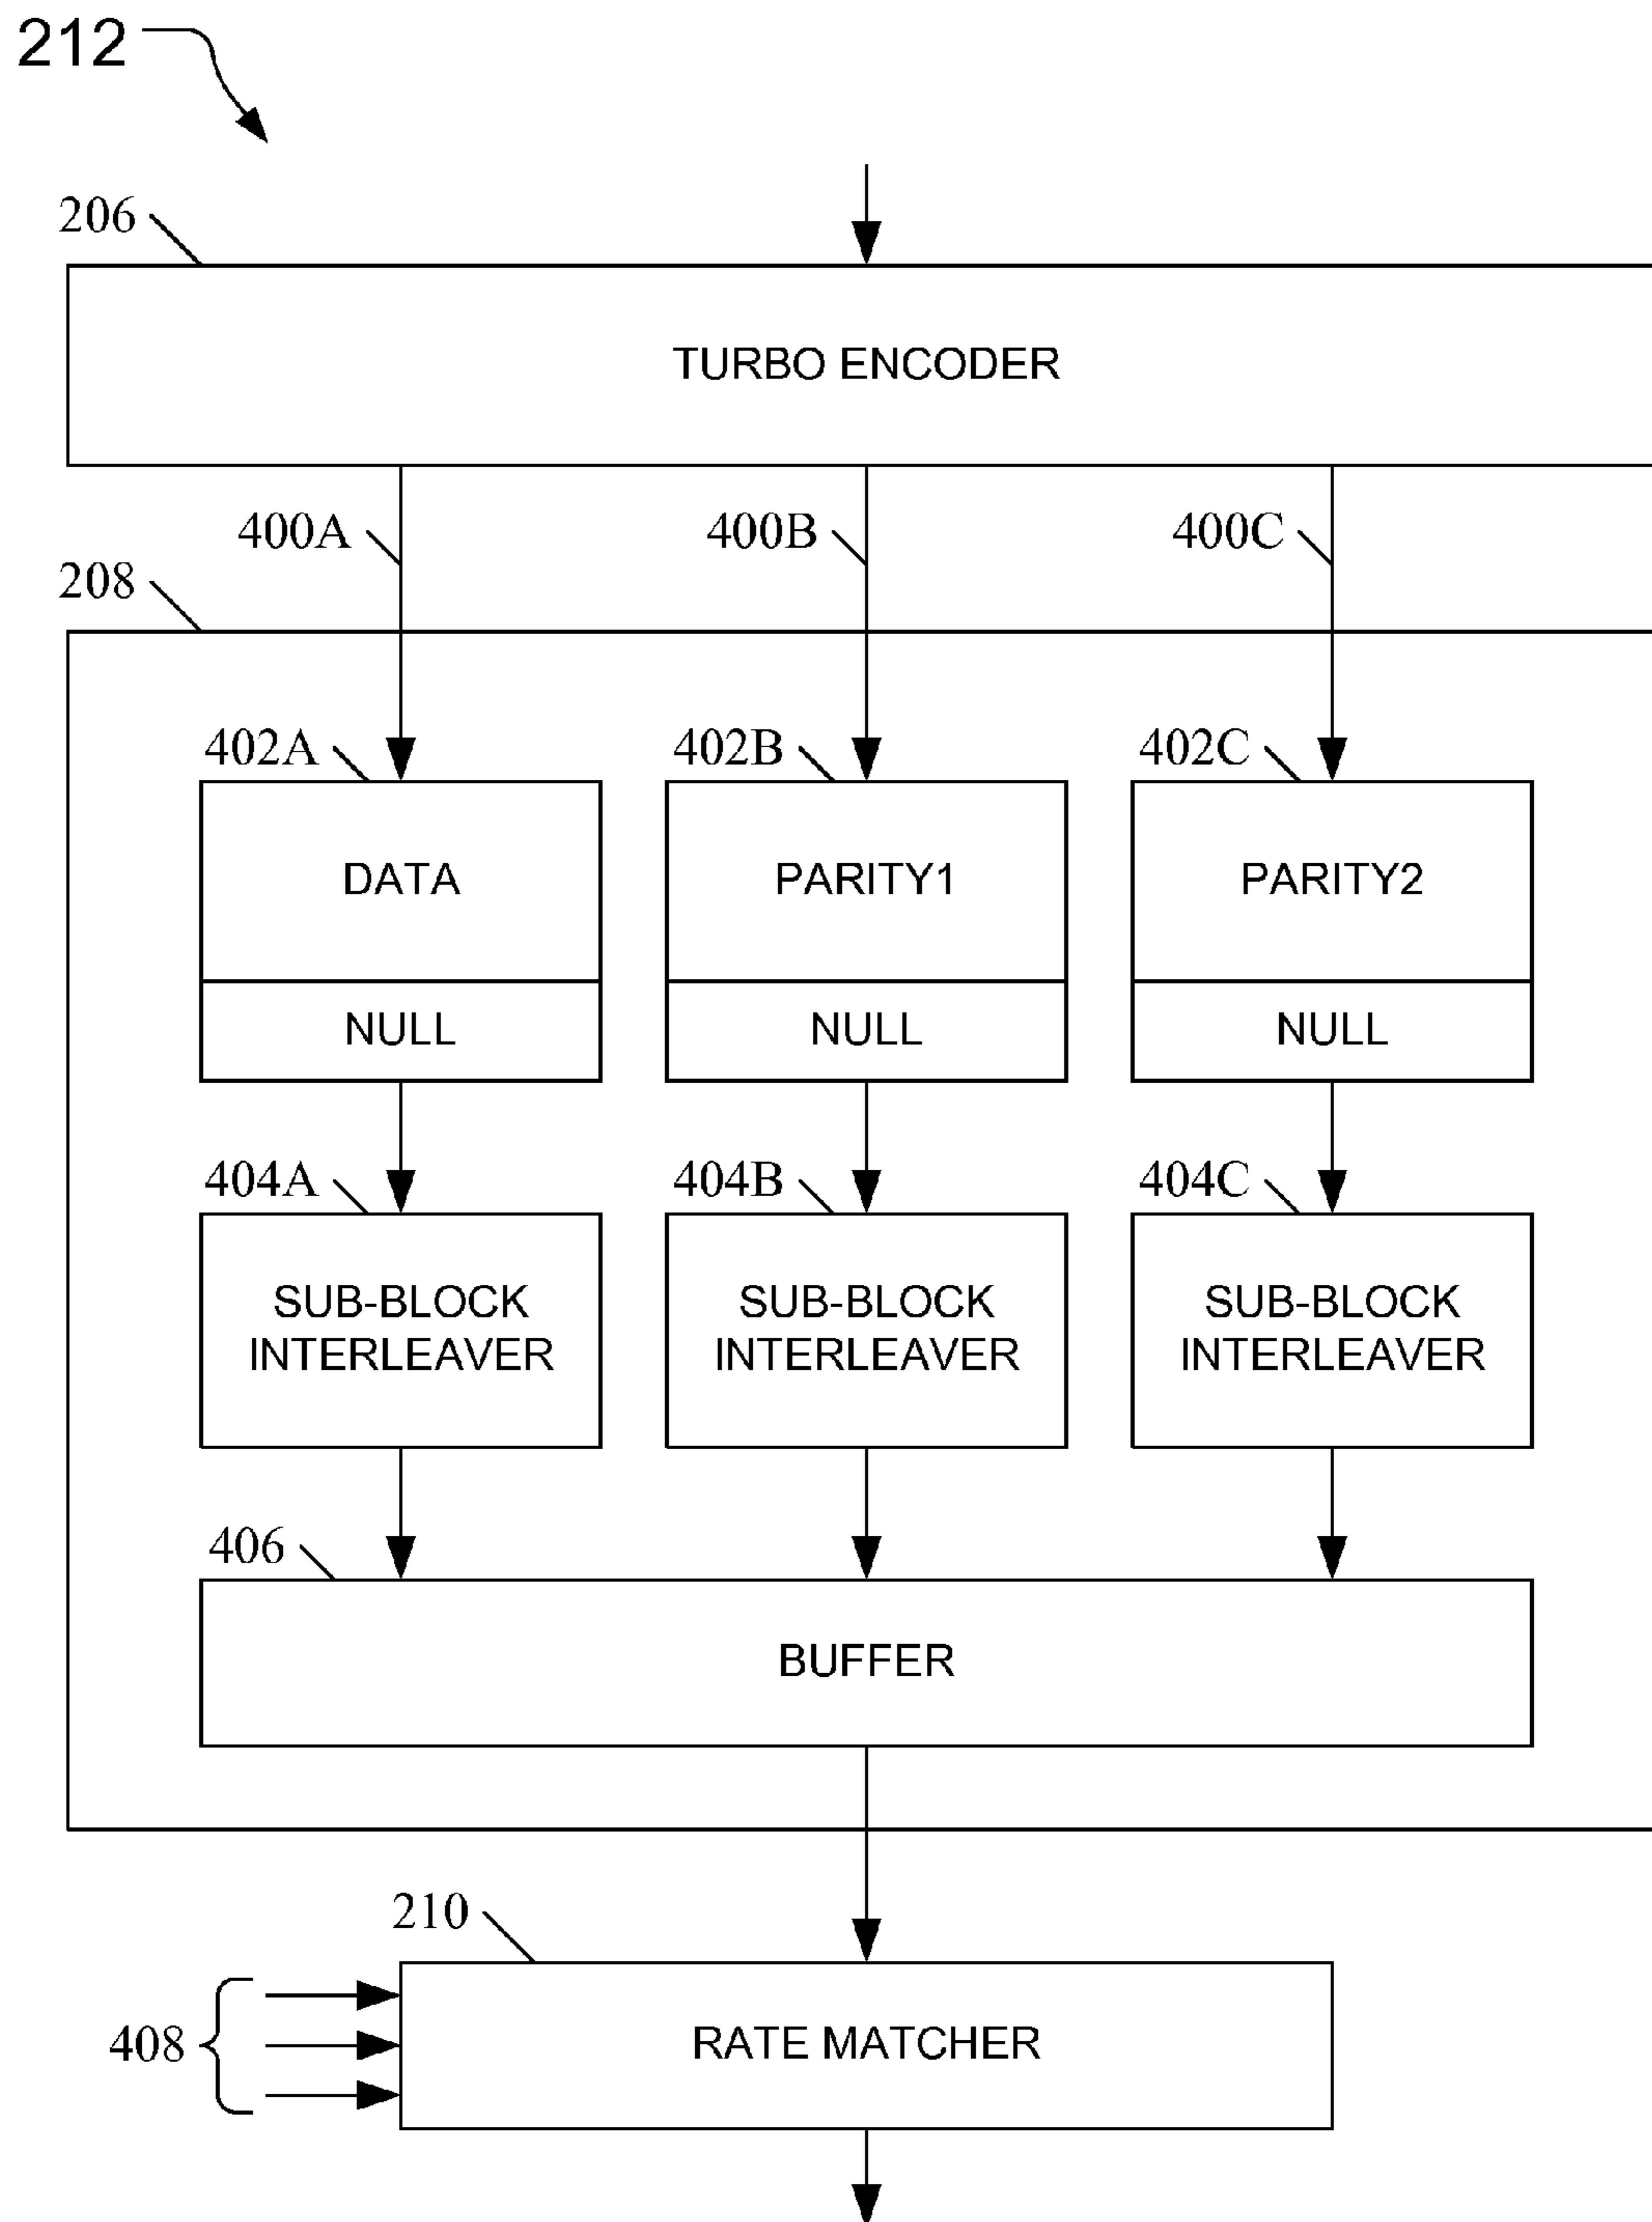 212
206
TURBO ENCODER
400A
400B
400C
208
402A
402B
402C
DATA
PARITY1
PARITY2
NULL
NULL
NULL
404A
404B
404C
SUB-BLOCK
INTERLEAVER
SUB-BLOCK
INTERLEAVER
SUB-BLOCK
INTERLEAVER
406
BUFFER
210
408
RATE MATCHER